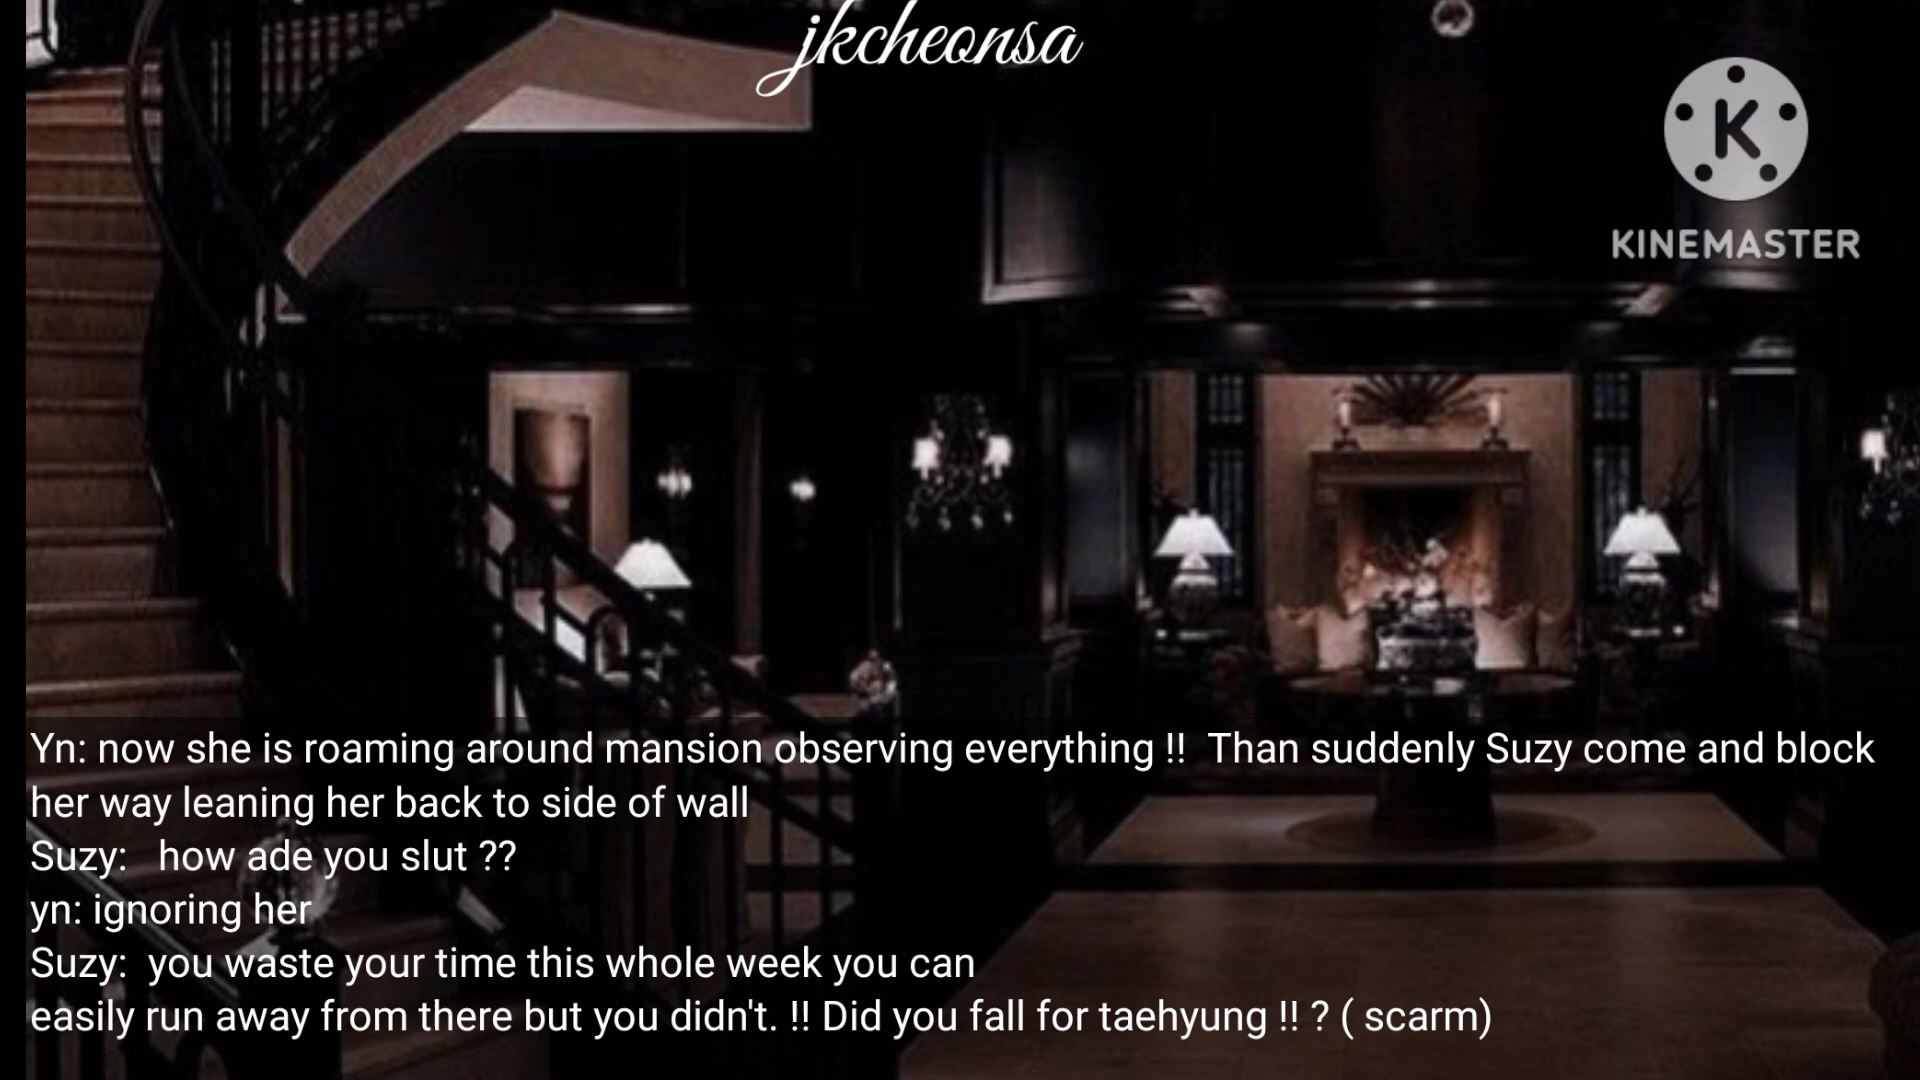 jkcheonsa
K
KINEMASTER
Yn: now she is roaming around mansion observing everything !!  Than suddenly Suzy come and block
her way leaning her back to side of wall
Suzy:   how ade you slut ??
yn: ignoring her
Suzy:  you waste your time this whole week you can
easily run away from there but you didn't. !! Did you fall for taehyung !! ? ( scarm)